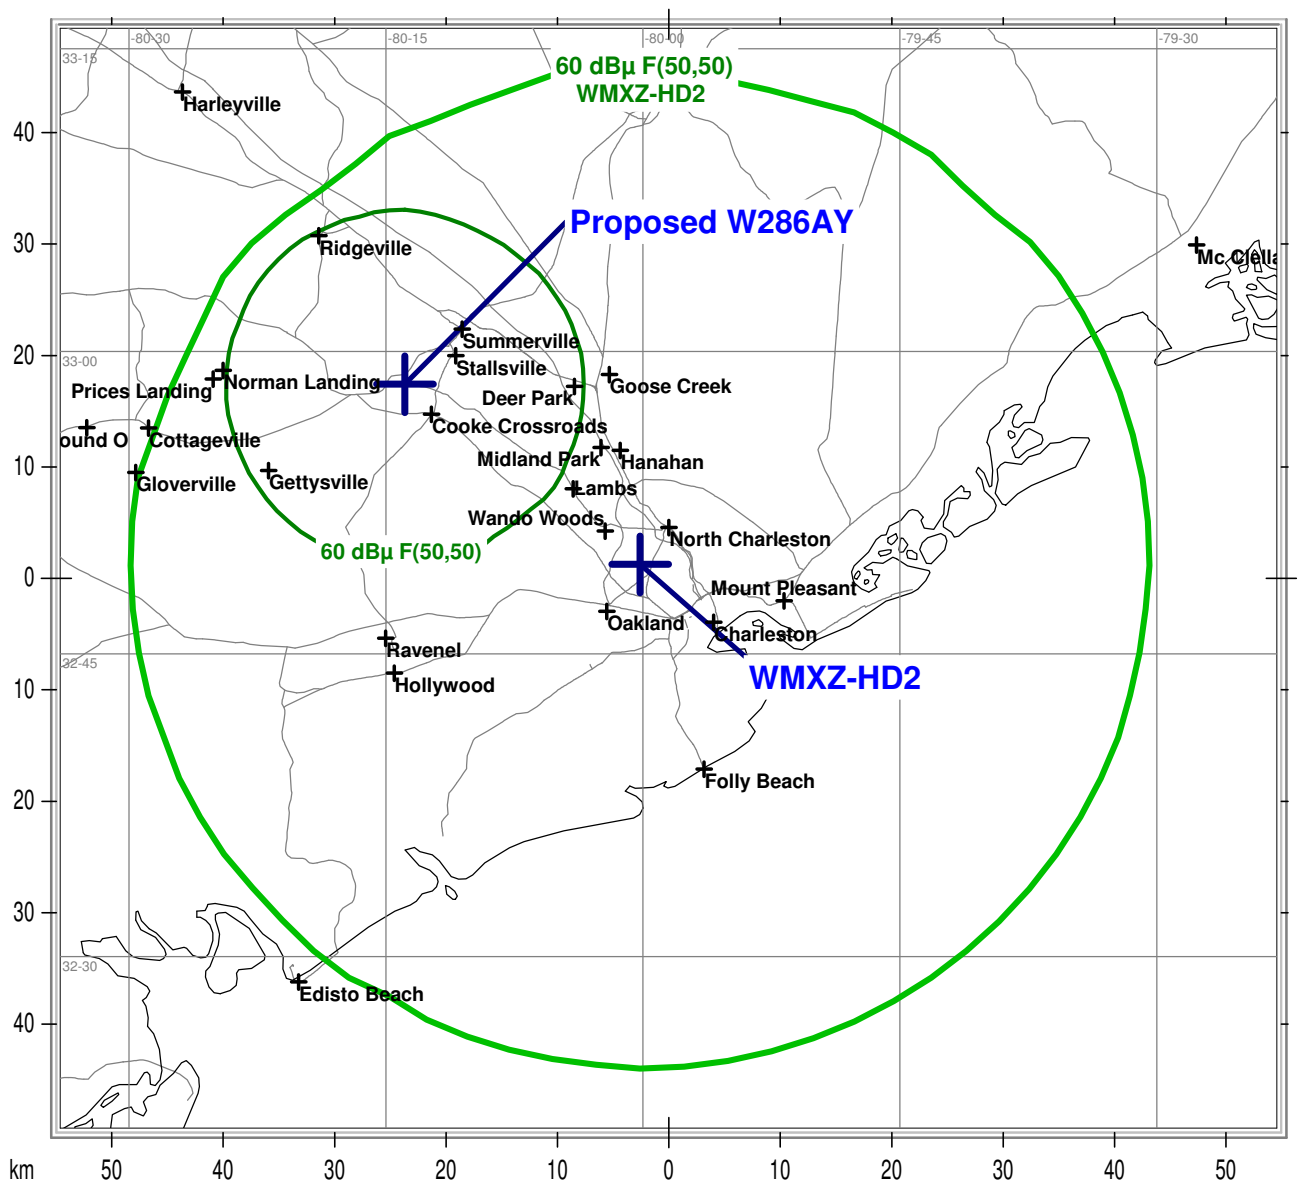 -80-30
-80-15
-80-00
-79-45
-79-30
33-15
60 dBµ F(50,50)
WMXZ-HD2
Harleyville
40
Proposed W286AY
Ridgeville
30
Mc Clella
Summerville
20
33-00
Stallsville
Prices Landing
Norman Landing
Goose Creek
Deer Park
Cooke Crossroads
ound O
Cottageville
10
Midland Park
Hanahan
Gloverville
Gettysville
Lambs
Wando Woods
North Charleston
60 dBµ F(50,50)
0
Mount Pleasant
Oakland
Charleston
Ravenel
32-45
WMXZ-HD2
Hollywood
10
Folly Beach
20
30
32-30
Edisto Beach
40
km
50
40
30
20
10
0
10
20
30
40
50